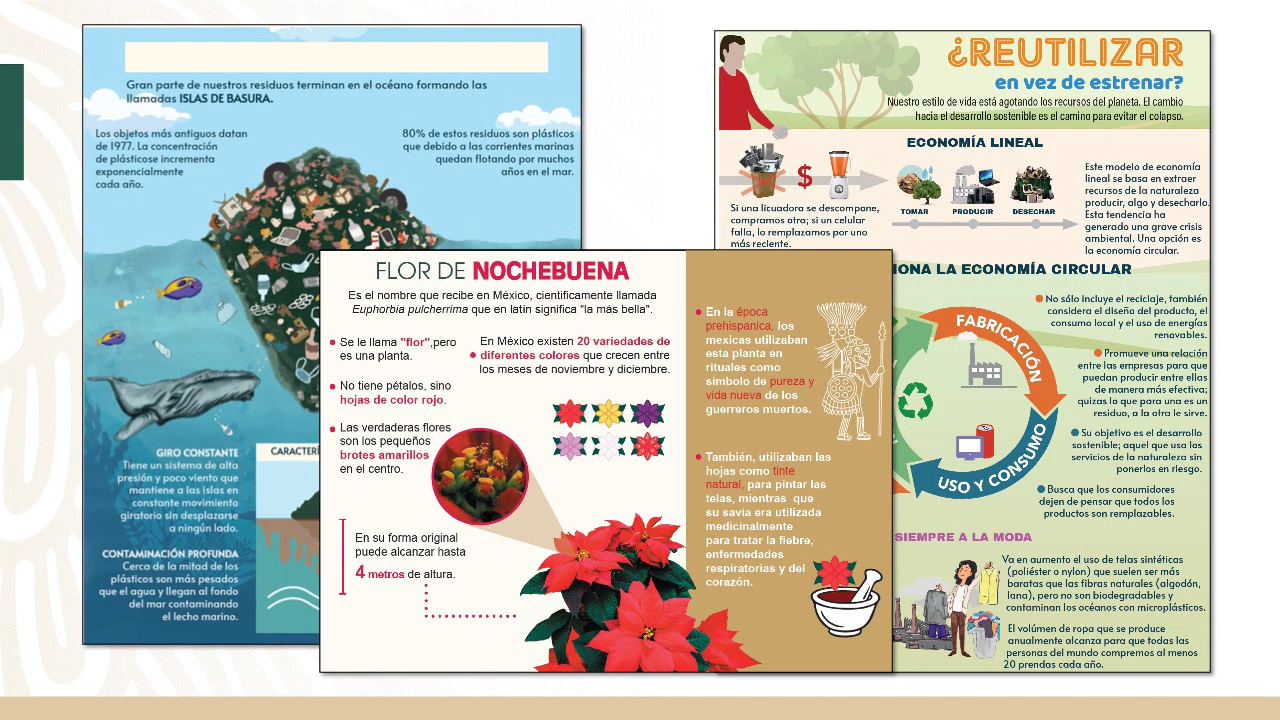 Gran parte de nuestros residuos terminan en el océano formando las
llamadas ISLAS DE BASURA.
Los objetos más antiguos datan
de 1977. La concentración
de plásticose incrementa
exponencialmente
cada año.
80% de estos residuos son plásticos
que debido a las corrientes marinas
quedan flotando por muchos
años en el mar.
GIRO CONSTANTE
Tiene un sistema de alta
presión y poco viento que
mantiene a las islas en
constante movimiento
giratorio sin desplazarse
a ningún lado.
CONTAMINACIÓN PROFUNDA
Cerca de la mitad de los
plásticos son más pesados
que el agua y llegan al fondo
del mar contaminando
el lecho marino.
CARACTERÍ
FLOR DE NOCHEBUENA
Es el nombre que recibe en México, cientificamente llamada
Euphorbia pulcherrima que en latín significa "la más bella".
Se le llama "flor",pero
es una planta.
No tiene pétalos, sino
hojas de color rojo.
Las verdaderas flores
son los pequeños
brotes amarillos
en el centro.
En México existen 20 variedades de
diferentes colores que crecen entre
los meses de noviembre y diciembre.
En su forma original
puede alcanzar hasta
4 metros de altura.
En la época
prehispanica, los
mexicas utilizaban
esta planta en
rituales como
símbolo de pureza y
vida nueva de los
guerreros muertos.
También, utilizaban las
hojas como tinte
natural, para pintar las
telas, mientras que
su savia era utilizada
medicinalmente
para tratar la fiebre,
enfermedades
respiratorias y del
corazón.
¿REUTILIZAR
en vez de estrenar?
Nuestro estilo de vida está agotando los recursos del planeta. El cambio
hacia el desarrollo sostenible es el camino para evitar el colapso.
ECONOMÍA LINEAL
$
Si una licuadora se descompone,
compramos otra; si un celular
falla, lo remplazamos por uno
más reciente.
TOMAR PRODUCIR DESECHAR
Este modelo de economía
lineal se basa en extraer
recursos de la naturaleza
producir, algo y desecharlo.
Esta tendencia ha
generado una grave crisis
ambiental. Una opción es
la economía circular.
IONA LA ECONOMÍA CIRCULAR
FABRICACIÓN
USO Y CONSUMO
No sólo incluye el reciclaje, también
considera el diseño del producto, el
consumo local y el uso de energías
renovables.
Promueve una relación
entre las empresas para que
puedan producir entre ellas
de manera más efectiva;
quizas lo que para una es un
residuo, a la otra le sirve.
Su objetivo es el desarrollo
sostenible; aquel que usa los
servicios de la naturaleza sin
ponerlos en riesgo.
Busca que los consumidores
dejen de pensar que todos los
productos son remplazables.
SIEMPRE A LA MODA
Va en aumento el uso de telas sintéticas
(poliéster o nylon) que suelen ser más
baratas que las fibras naturales (algodón,
lana), pero no son biodegradables y
contaminan los océanos con microplásticos.
El volúmen de ropa que se produce
anualmente alcanza para que todas las
personas del mundo compremos al menos
20 prendas cada año.